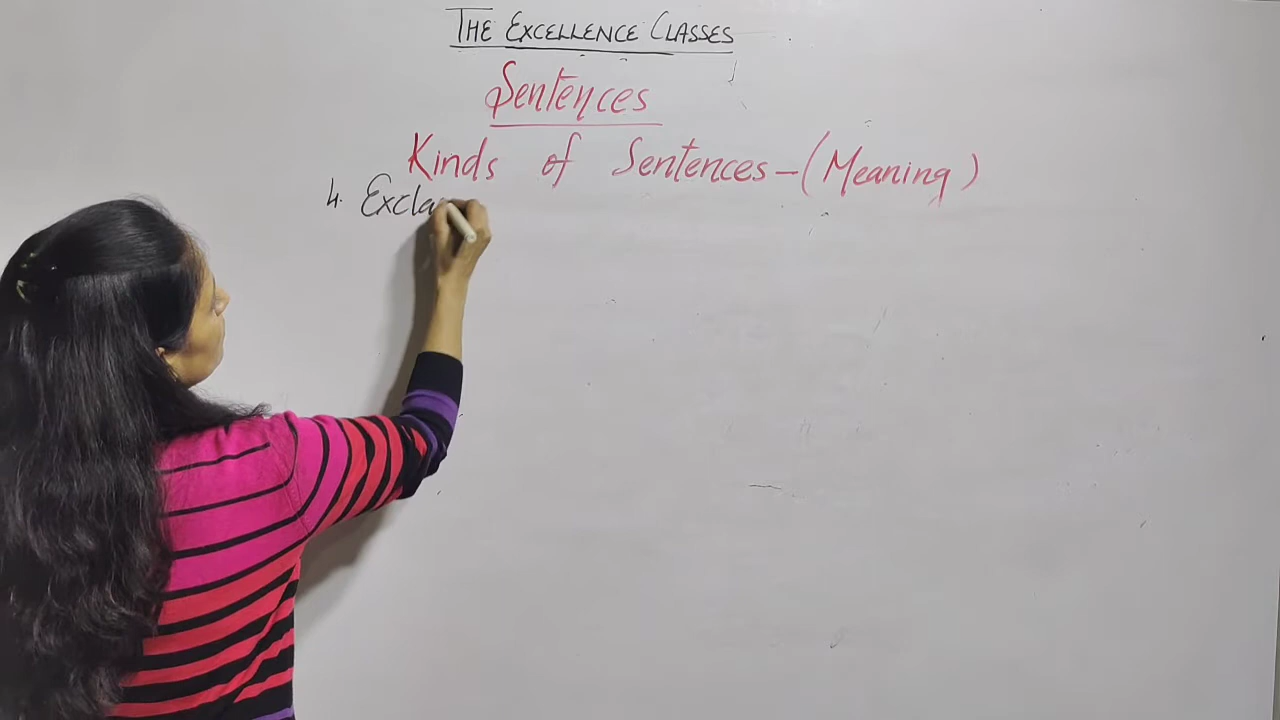 THE EXCELLENCE CLASSES
Sentences
Kinds of Sentences - (Meaning)
4. Excla